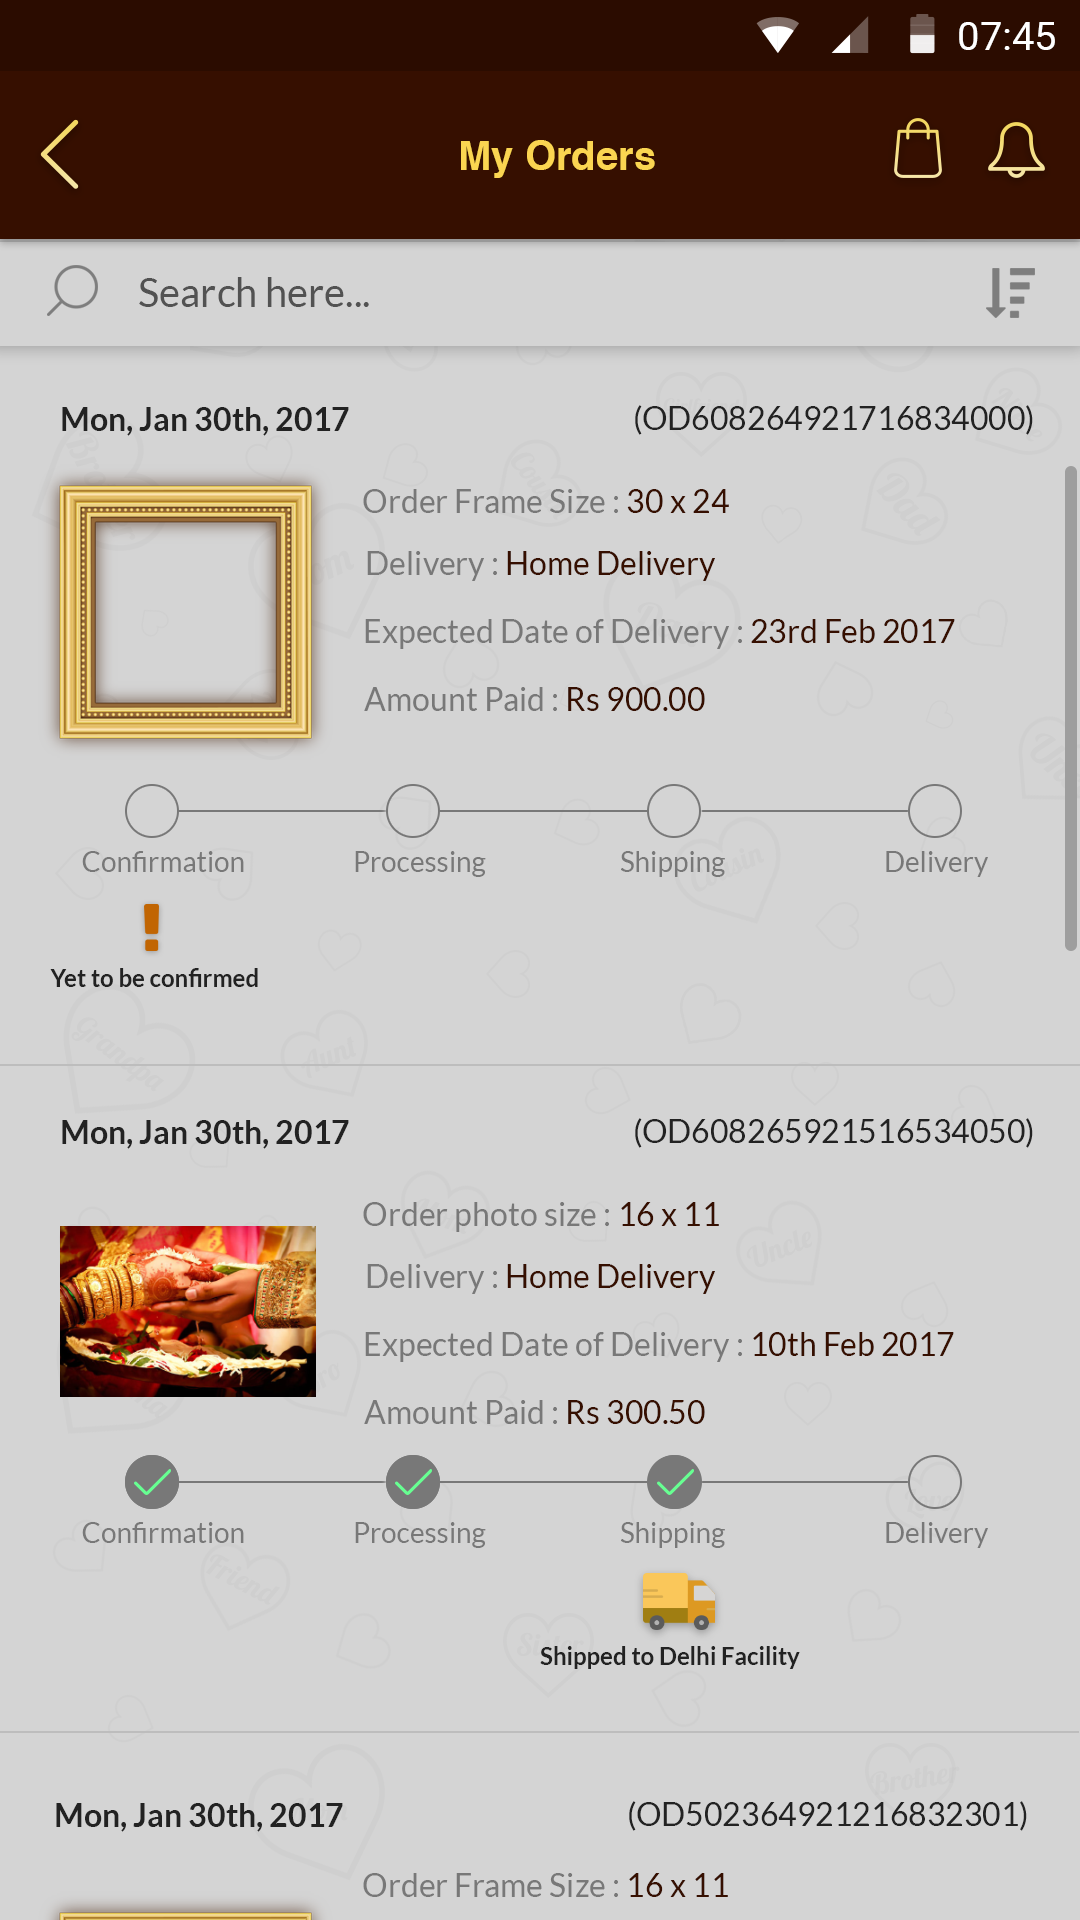 07:45
My Orders
Search here...
Mon, Jan 30th, 2017 (OD608264921716834000)
Order Frame Size : 30 x 24
Delivery : Home Delivery
Expected Date of Delivery : 23rd Feb 2017
Amount Paid : Rs 900.00
Confirmation Processing Shipping Delivery
Yet to be confirmed
Mon, Jan 30th, 2017 (OD608265921516534050)
Order photo size : 16 x 11
Delivery : Home Delivery
Expected Date of Delivery : 10th Feb 2017
Amount Paid : Rs 300.50
Confirmation Processing Shipping Delivery
Shipped to Delhi Facility
Mon, Jan 30th, 2017 (OD502364921216832301)
Order Frame Size : 16 x 11